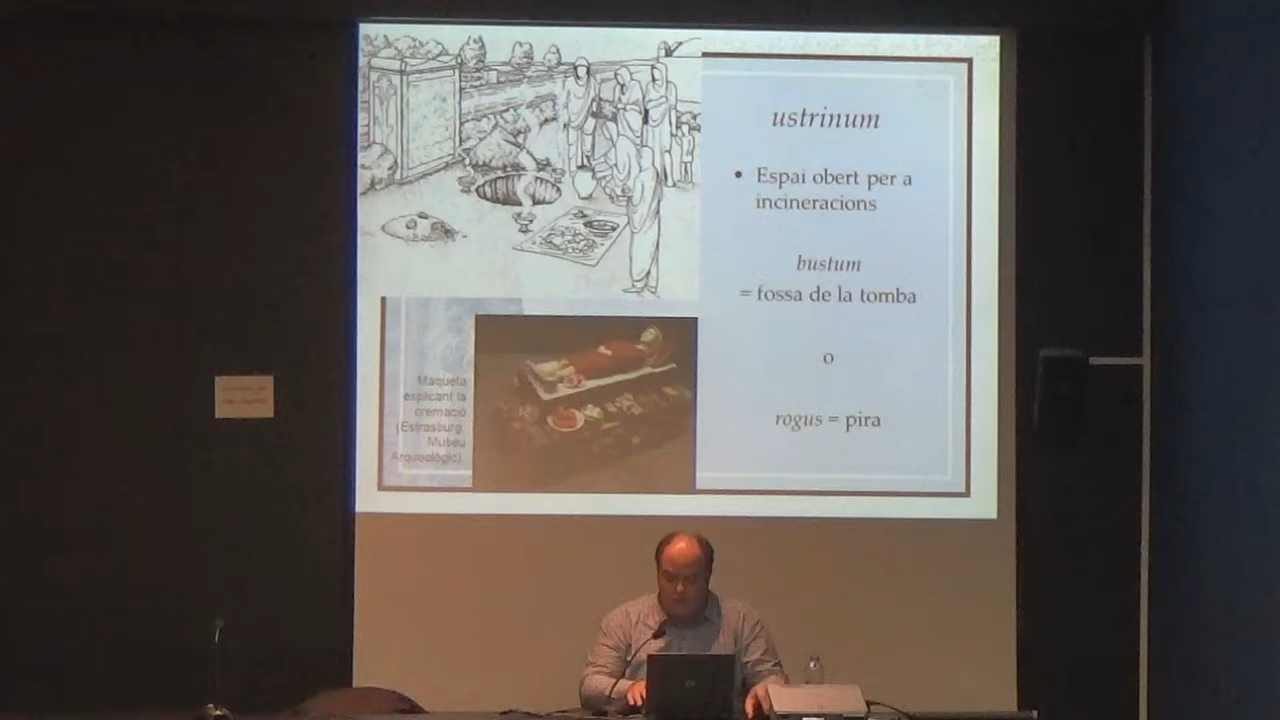 ustrinum
• Espai obert per a
incineracions
bustum
= fossa de la tomba
o
rogus = pira
Maqueta
explicant la
cremació
(Estrasburg.
Museu
Arqueològic).